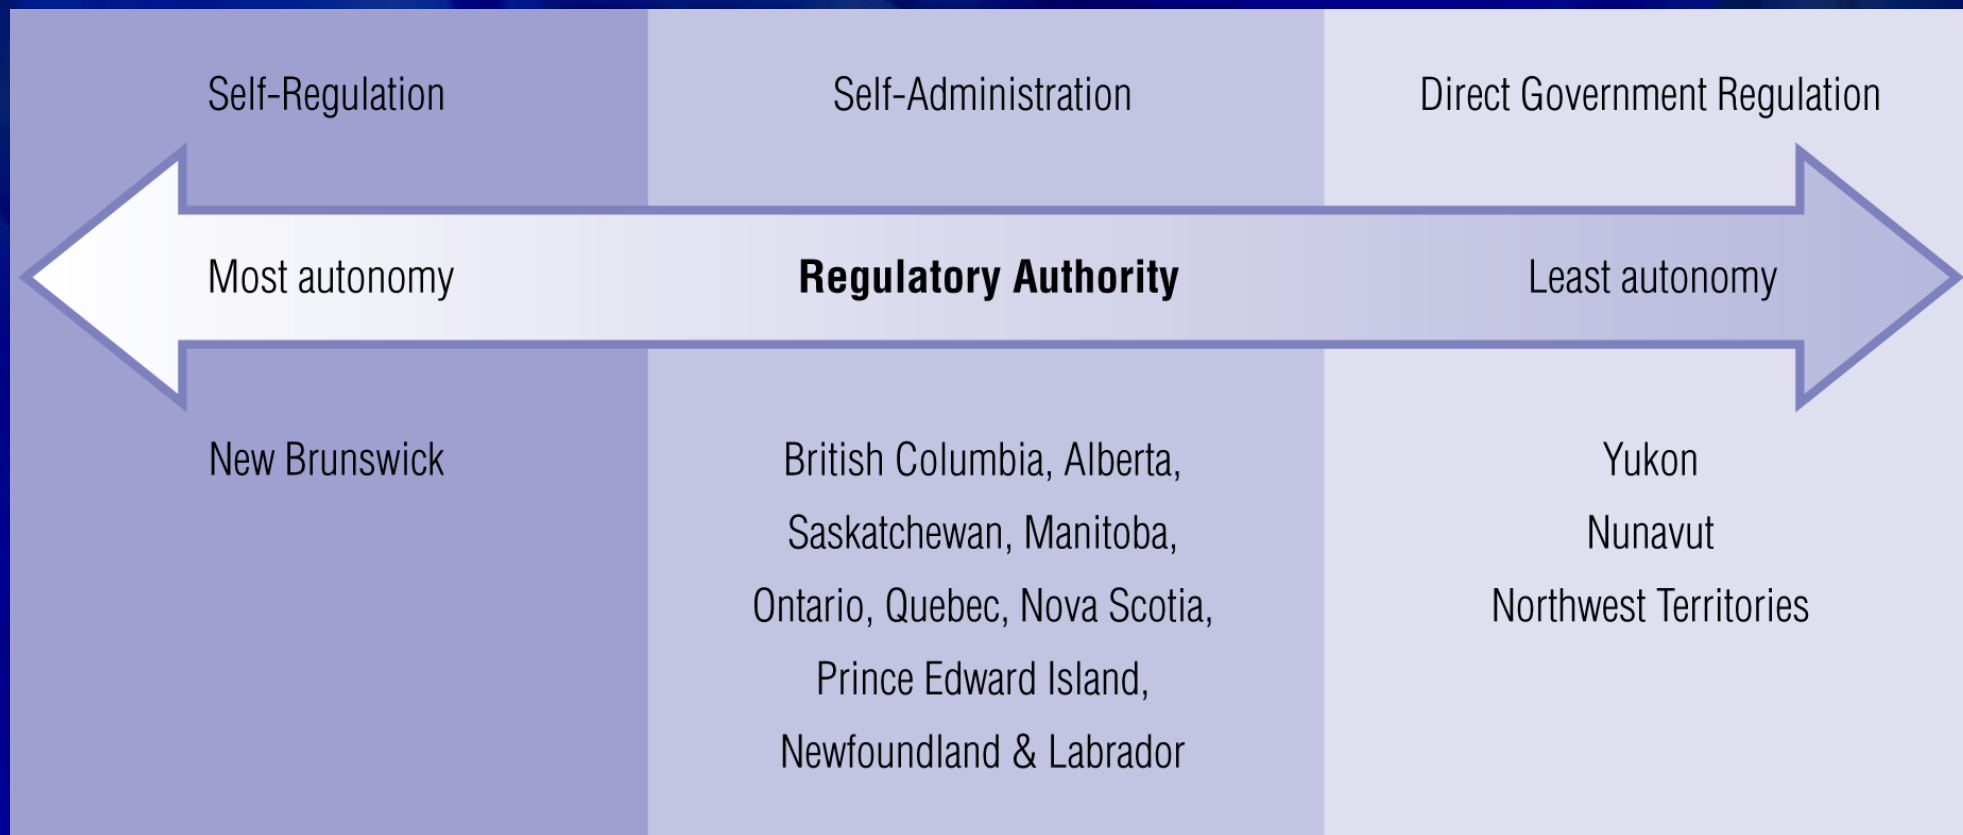 Self-Regulation
Self-Administration
Direct Government Regulation
Most autonomy
Regulatory Authority
Least autonomy
New Brunswick
British Columbia, Alberta,
Saskatchewan, Manitoba,
Ontario, Quebec, Nova Scotia,
Prince Edward Island,
Newfoundland & Labrador
Yukon
Nunavut
Northwest Territories